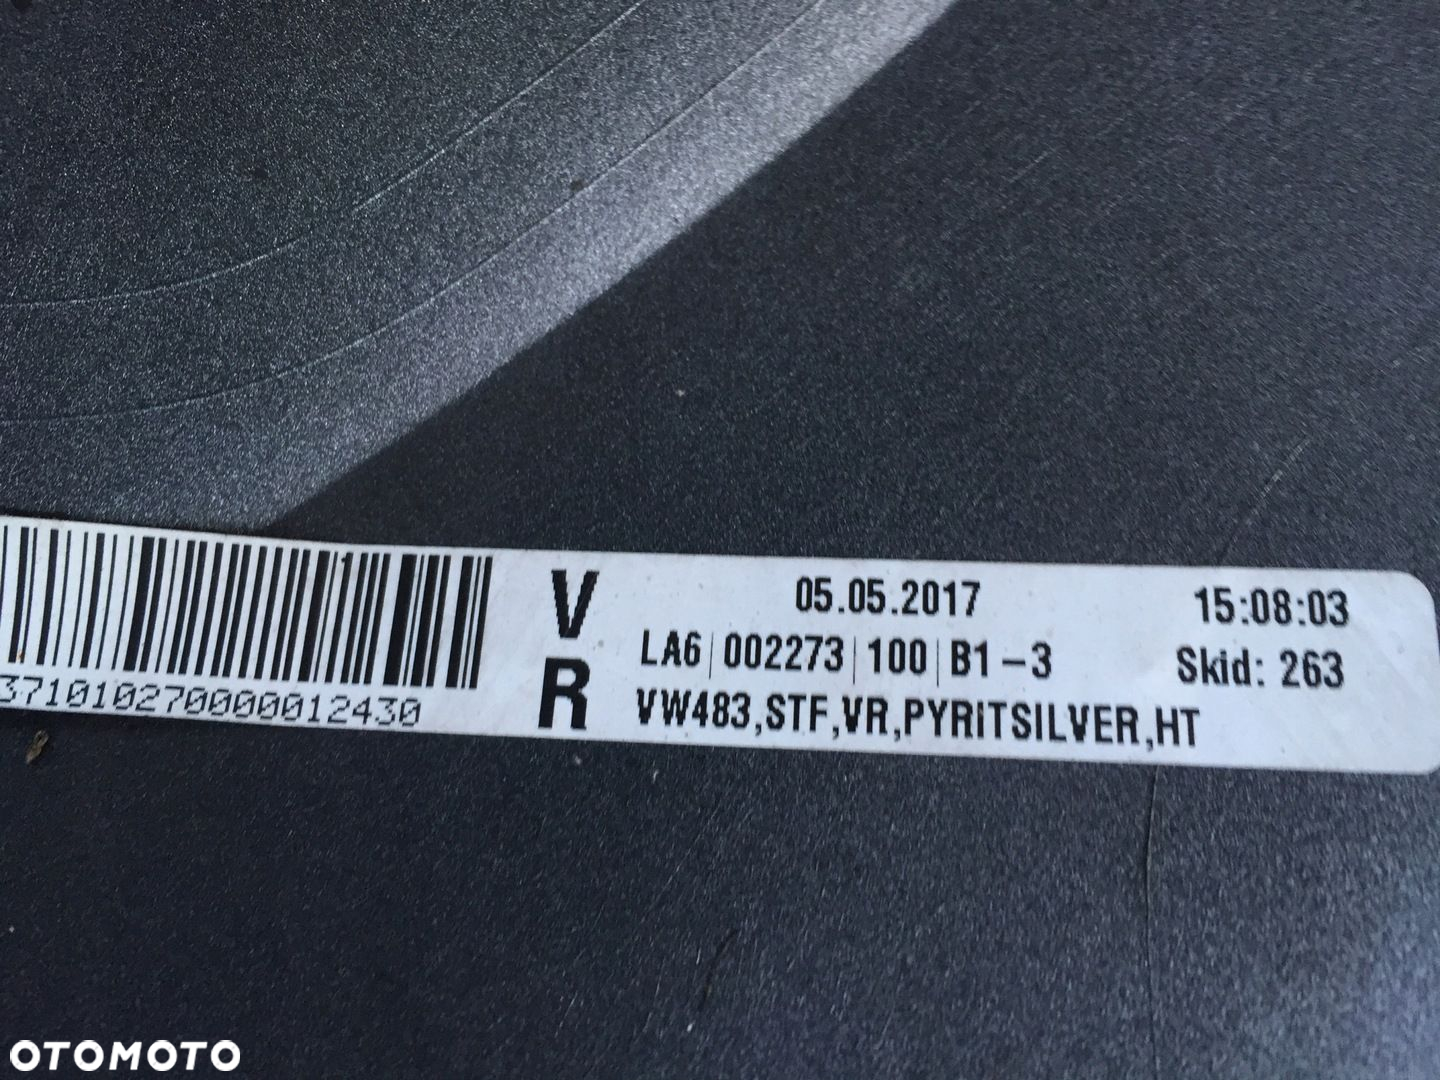 3710102700000012430
V
R
05.05.2017 15:08:03
LA6|002273|100|B1-3 Skid: 263
VW483,STF,VR,PYRITSILVER,HT
OTOMOTO